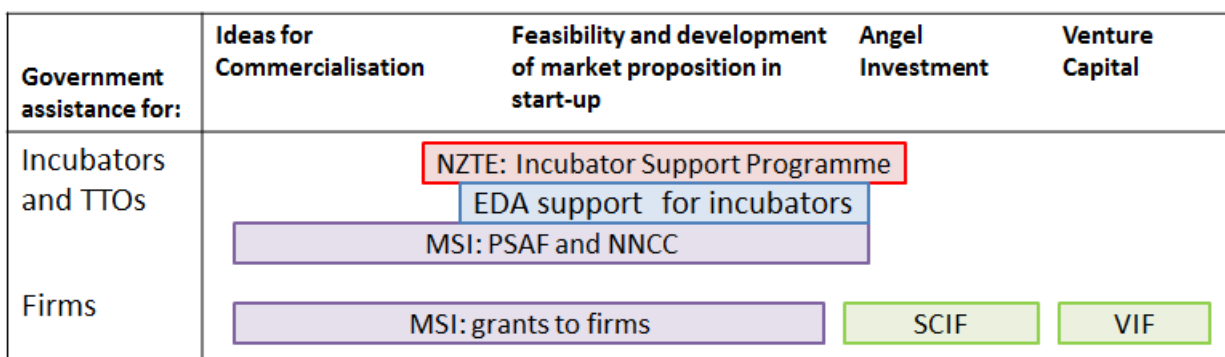 Government
assistance for:
Ideas for
Commercialisation
Feasibility and development
of market proposition in
start-up
Angel
Investment
Venture
Capital
Incubators
and TTOs
NZTE: Incubator Support Programme
EDA support for incubators
MSI: PSAF and NNCC
Firms
MSI: grants to firms
SCIF
VIF